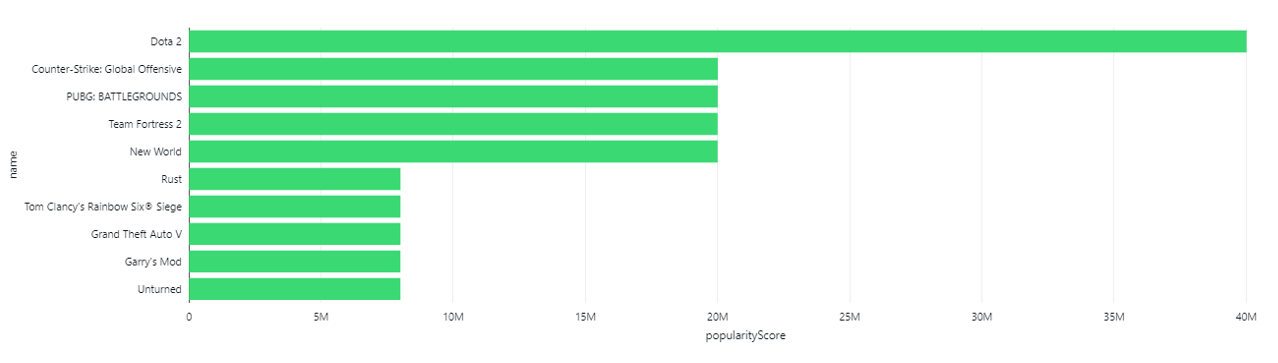 Dota 2
Counter-Strike: Global Offensive
PUBG: BATTLEGROUNDS
Team Fortress 2
New World
name
Rust
Tom Clancy's Rainbow Six® Siege
Grand Theft Auto V
Garry's Mod
Unturned
0 5M 10M 15M 20M 25M 30M 35M 40M
popularityScore